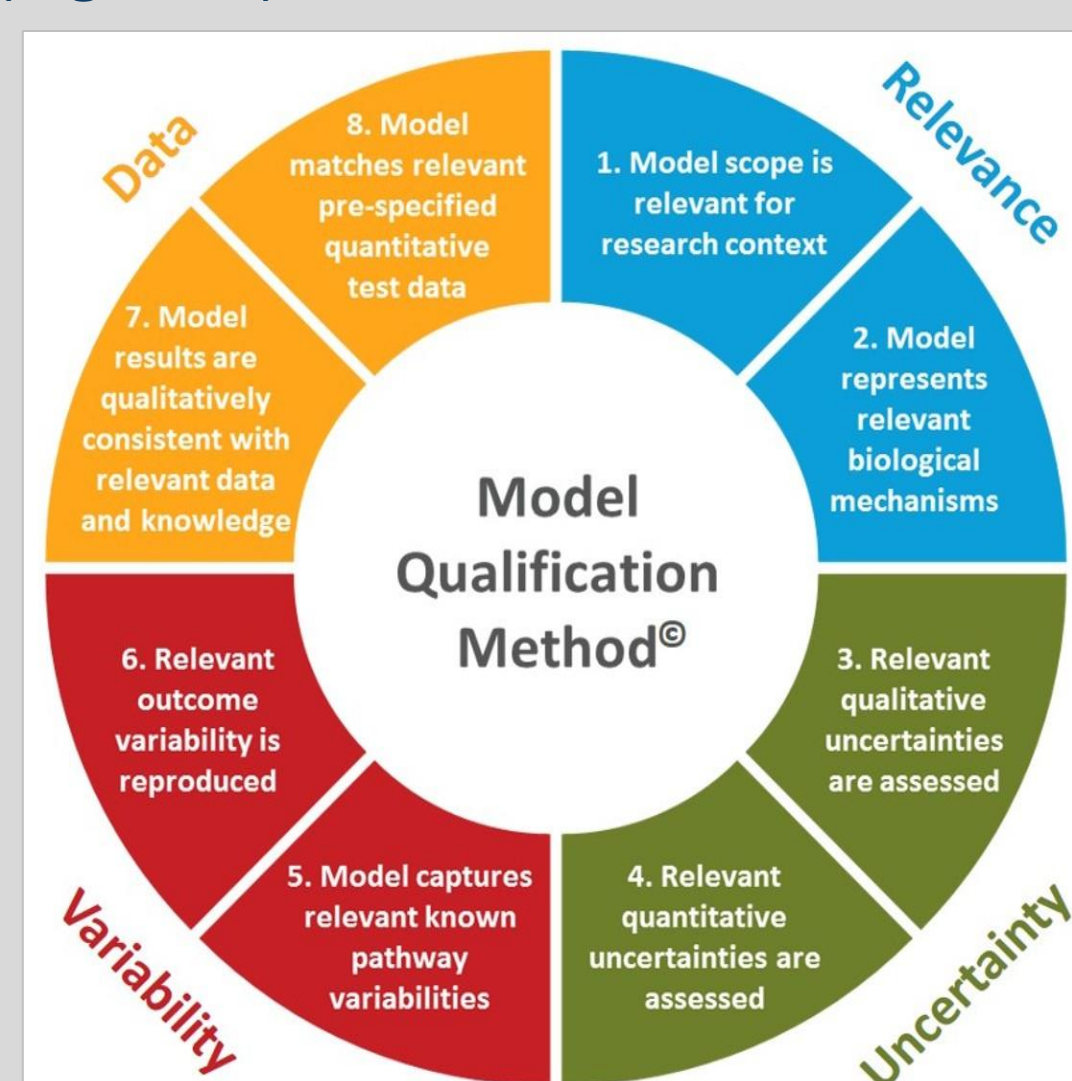 Relevance
1. Model scope is
relevant for
research context
2. Model
represents
relevant
biological
mechanisms
Uncertainty
3. Relevant
qualitative
uncertainties
are assessed
4. Relevant
quantitative
uncertainties are
assessed
Variability
5. Model captures
relevant known
pathway
variabilities
6. Relevant
outcome
variability is
reproduced
Data
7. Model
results are
qualitatively
consistent with
relevant data
and knowledge
8. Model
matches relevant
pre-specified
quantitative
test data
Model
Qualification
Method©